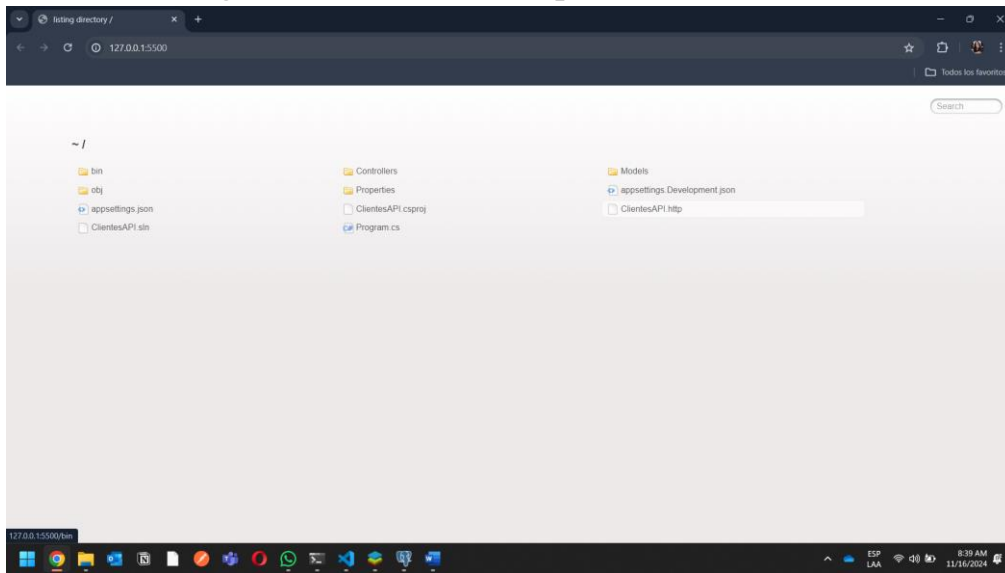 listing directory /
127.0.0.1:5500
Todos los favoritos
Search
~ /
bin
Controllers
Models
obj
Properties
appsettings.Development.json
appsettings.json
ClientesAPI.csproj
ClientesAPI.http
ClientesAPI.sln
Program.cs
127.0.0.1:5500/bin
ESP
LAA
8:39 AM
11/16/2024